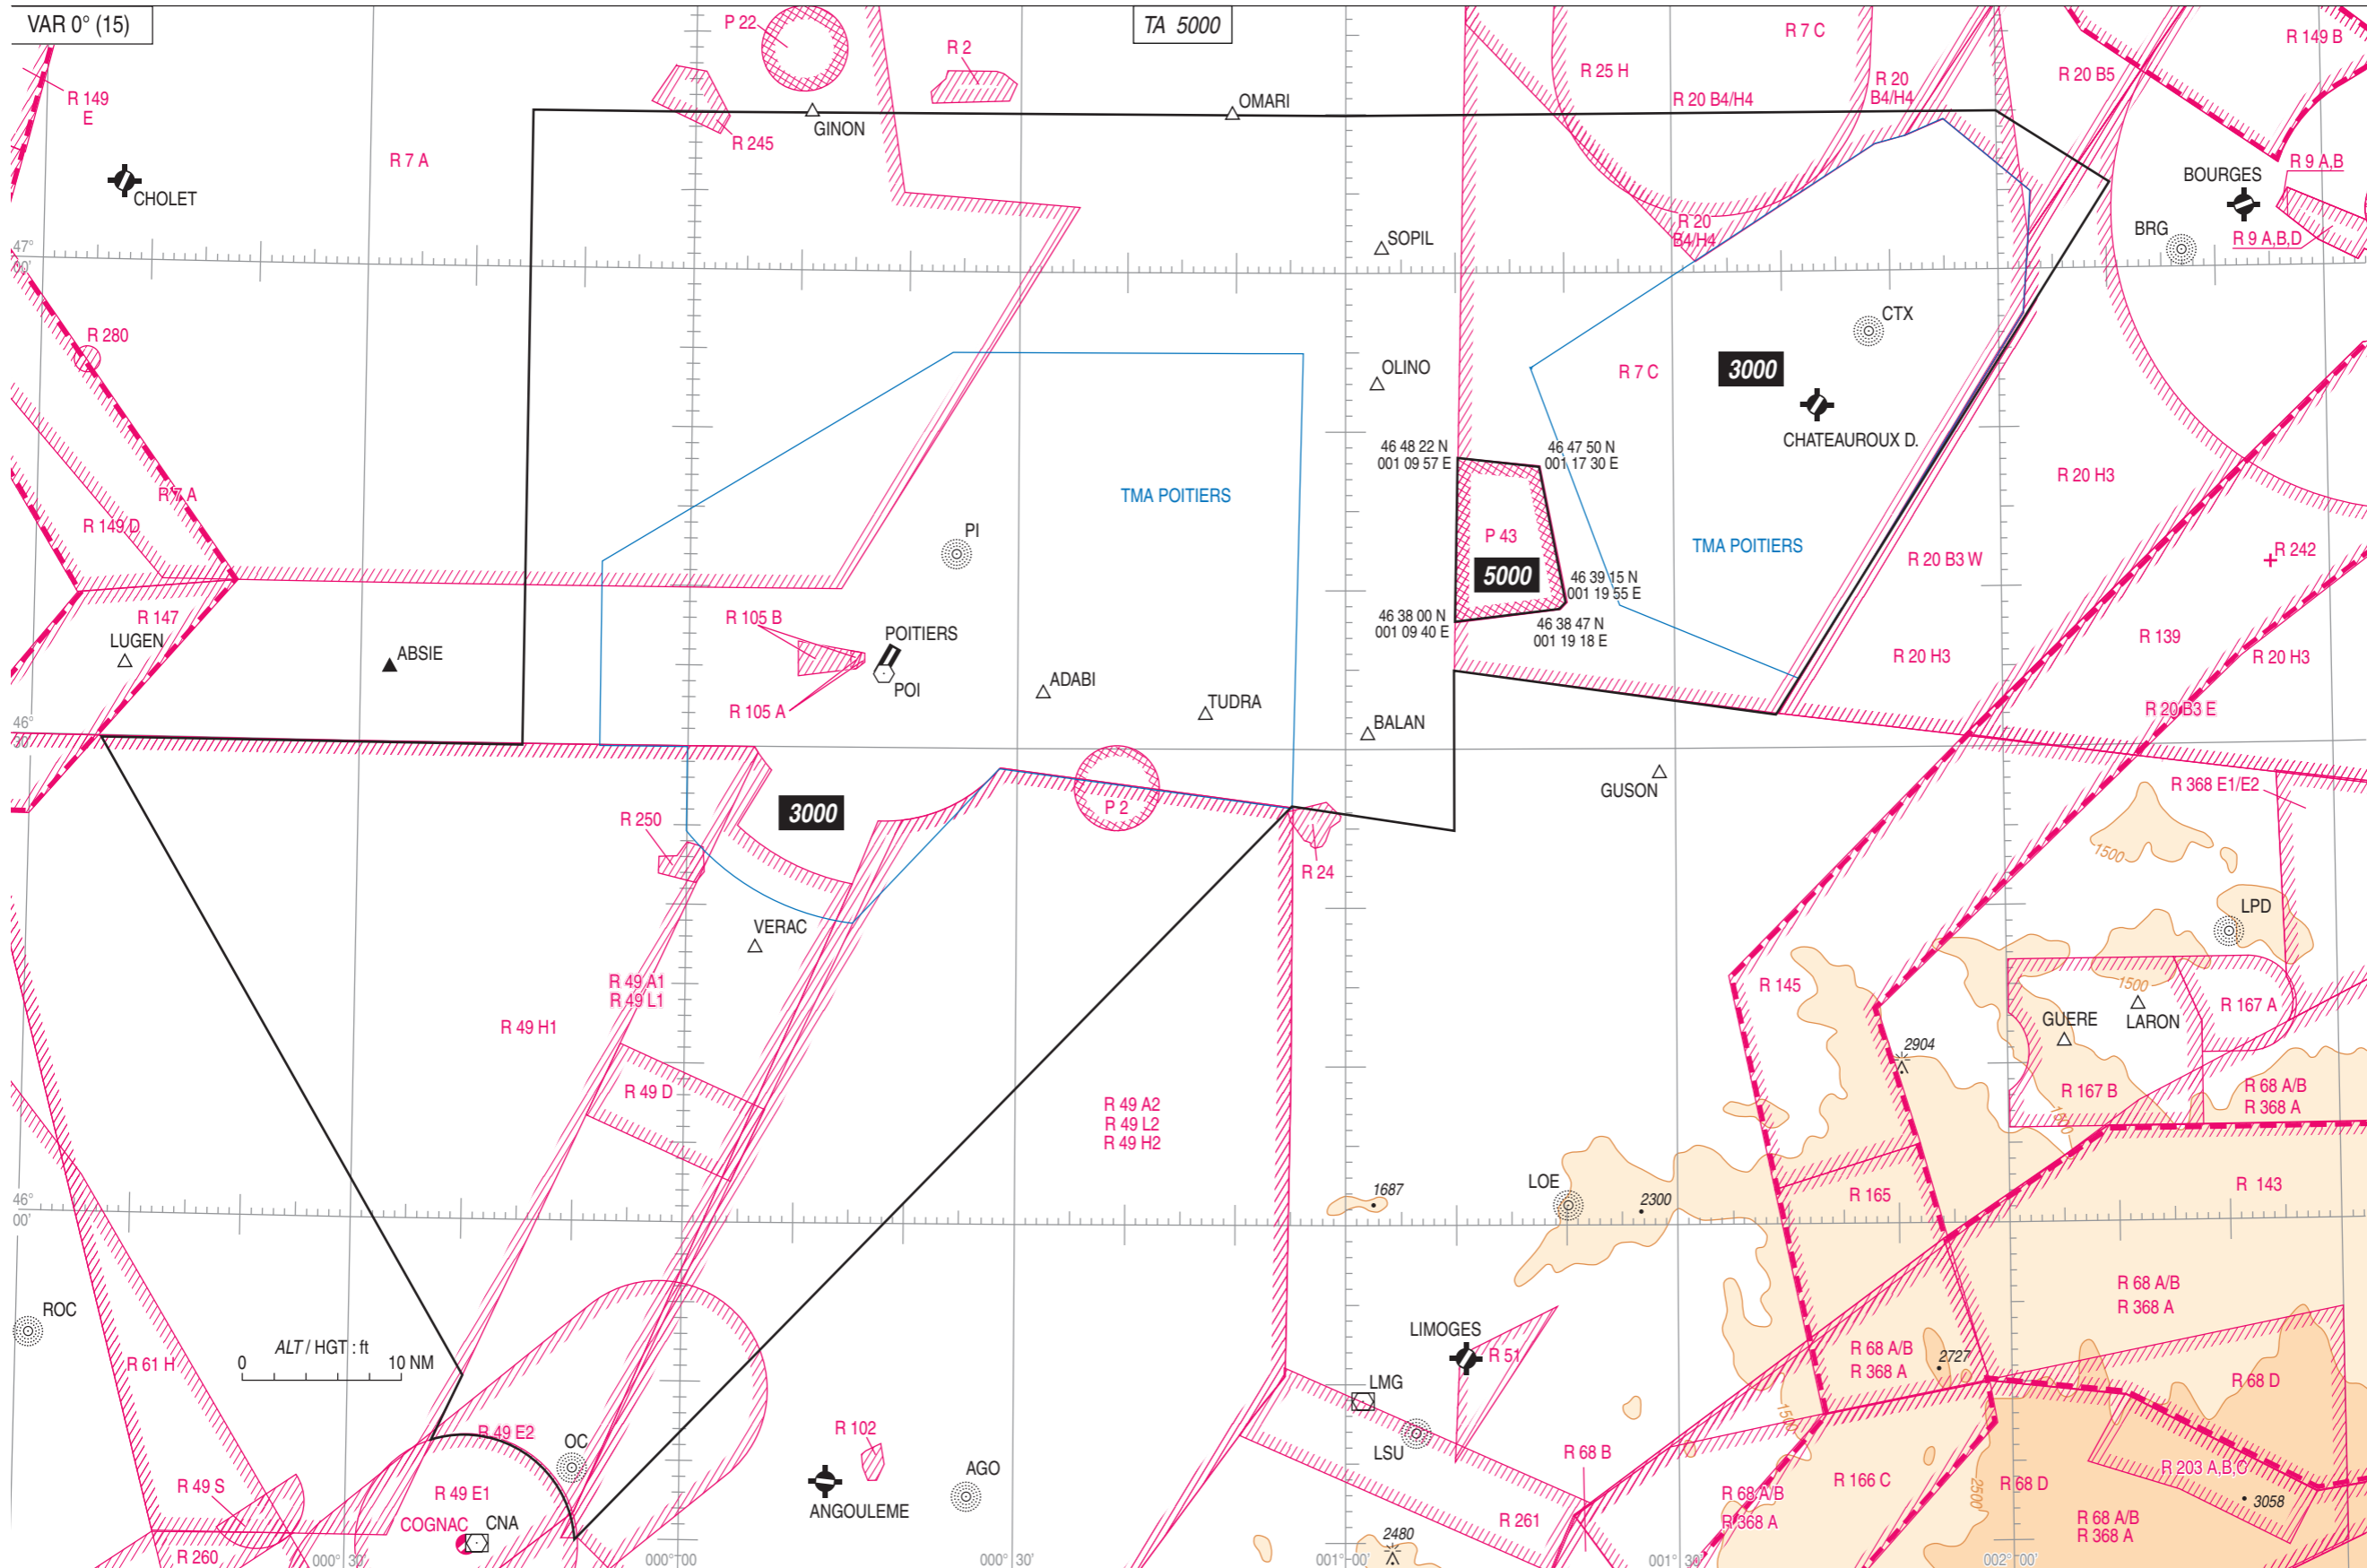 VAR 0° (15)
TA 5000
P 22
R 2
R 7 C
R 149 B
R 25 H
R 20
B4/H4
R 20 B5
R 149
E
R 20 B4/H4
OMARI
GINON
R 245
R 7 A
R 9 A,B
BOURGES
CHOLET
R 20
B4/H4
BRG
R 9 A,B,D
SOPIL
47°
00'
R 280
CTX
OLINO
R 7 C
3000
CHATEAUROUX D.
46 48 22 N
001 09 57 E
46 47 50 N
001 17 30 E
R 20 H3
TMA POITIERS
R 7 A
R 149 D
PI
P 43
TMA POITIERS
R 20 B3 W
R 242
5000
46 39 15 N
001 19 55 E
R 147
LUGEN
R 105 B
46 38 00 N
001 09 40 E
46 38 47 N
001 19 18 E
POITIERS
R 139
ABSIE
R 20 H3
R 20 H3
POI
ADABI
R 105 A
TUDRA
R 20 B3 E
BALAN
46°
30'
GUSON
R 368 E1/E2
3000
P 2
R 250
R 24
1500
LPD
VERAC
R 49 A1
R 49 L1
R 145
1500
R 167 A
R 49 H1
GUERE
LARON
2904
R 49 D
R 167 B
R 68 A/B
R 368 A
R 49 A2
R 49 L2
R 49 H2
1500
LOE
1687
2300
R 165
R 143
46°
00'
R 68 A/B
R 368 A
ROC
ALT / HGT : ft
0
10 NM
LIMOGES
R 51
R 68 A/B
R 368 A
2727
R 61 H
LMG
R 68 D
1500
R 49 E2
OC
R 102
LSU
R 68 B
AGO
R 203 A,B,C
R 49 S
R 49 E1
ANGOULEME
R 68 A/B
R 368 A
R 166 C
2500
R 68 D
3058
COGNAC
CNA
R 261
R 68 A/B
R 368 A
2480
R 260
000° 30'
000° 00'
000° 30'
001° 00'
001° 30'
002° 00'